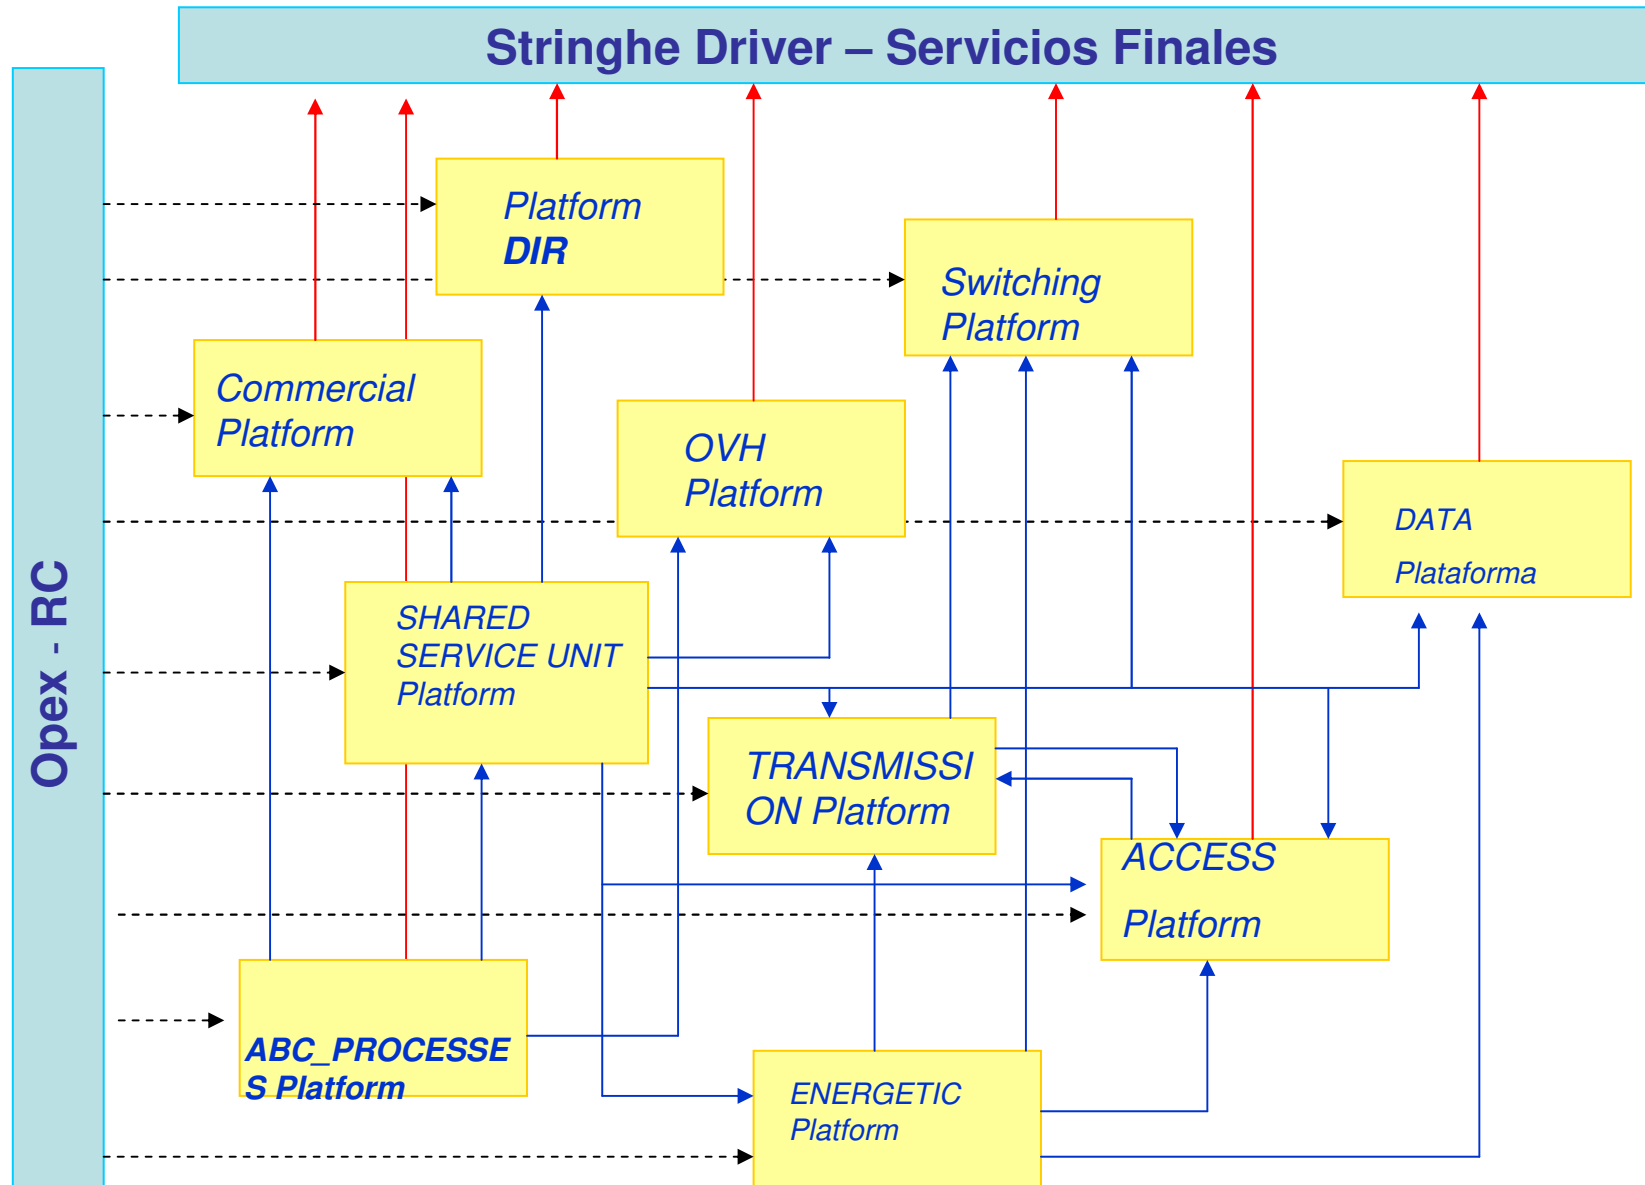 Stringhe Driver – Servicios Finales
Opex - RC
Platform
DIR
Switching
Platform
Commercial
Platform
OVH
Platform
DATA
Plataforma
SHARED
SERVICE UNIT
Platform
TRANSMISSI
ON Platform
ACCESS
Platform
ABC_PROCESSE
S Platform
ENERGETIC
Platform